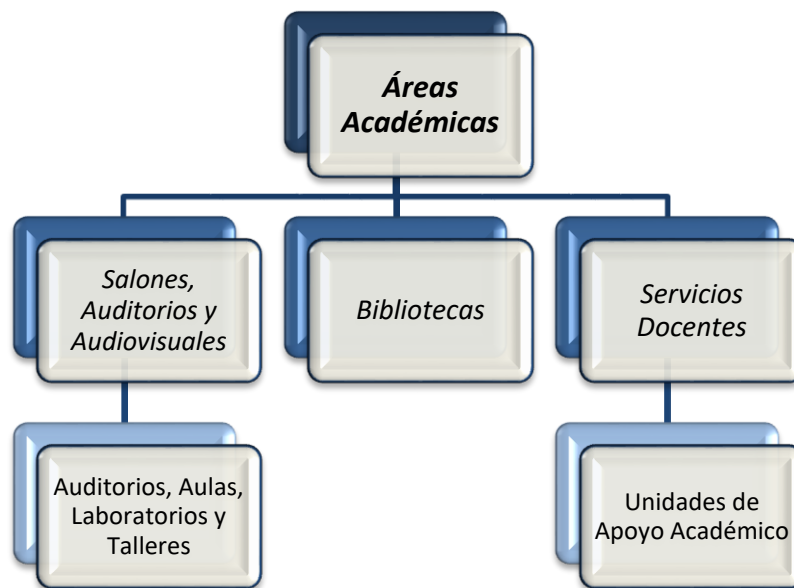 Áreas
Académicas
Salones,
Auditorios y
Audiovisuales
Bibliotecas
Servicios
Docentes
Auditorios, Aulas,
Laboratorios y
Talleres
Unidades de
Apoyo Académico